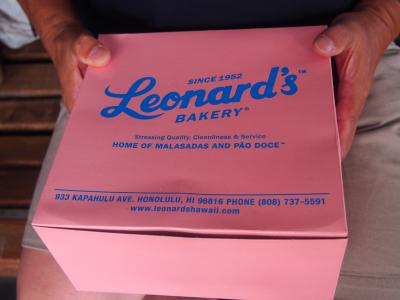 SINCE 1952
Leonard's™
BAKERY®
Stressing Quality, Cleanliness & Service
HOME OF MALASADAS AND PÃO DOCE™
933 KAPAHULU AVE. HONOLULU, HI 96816 PHONE (808) 737-5591
www.leonardshawaii.com